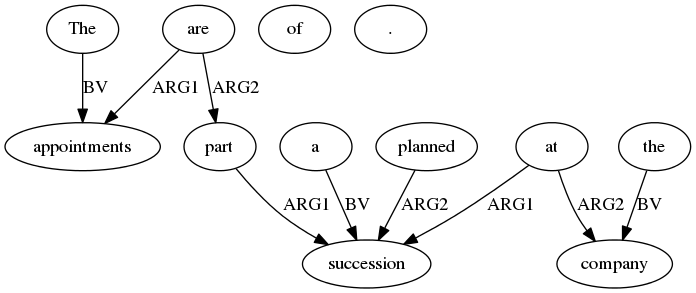 The are of .
BV ARG1 ARG2
appointments part a planned at the
ARG1 BV ARG2 ARG1 ARG2 BV
succession company